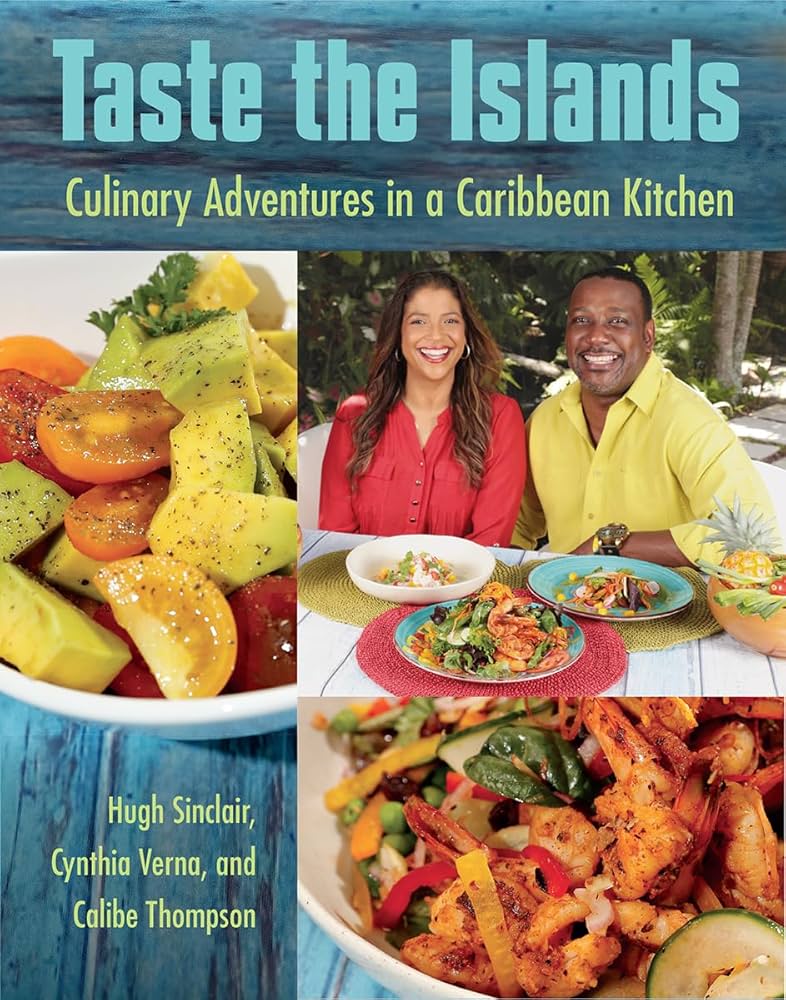 Taste the Islands
Culinary Adventures in a Caribbean Kitchen
Hugh Sinclair,
Cynthia Verna, and
Calibe Thompson